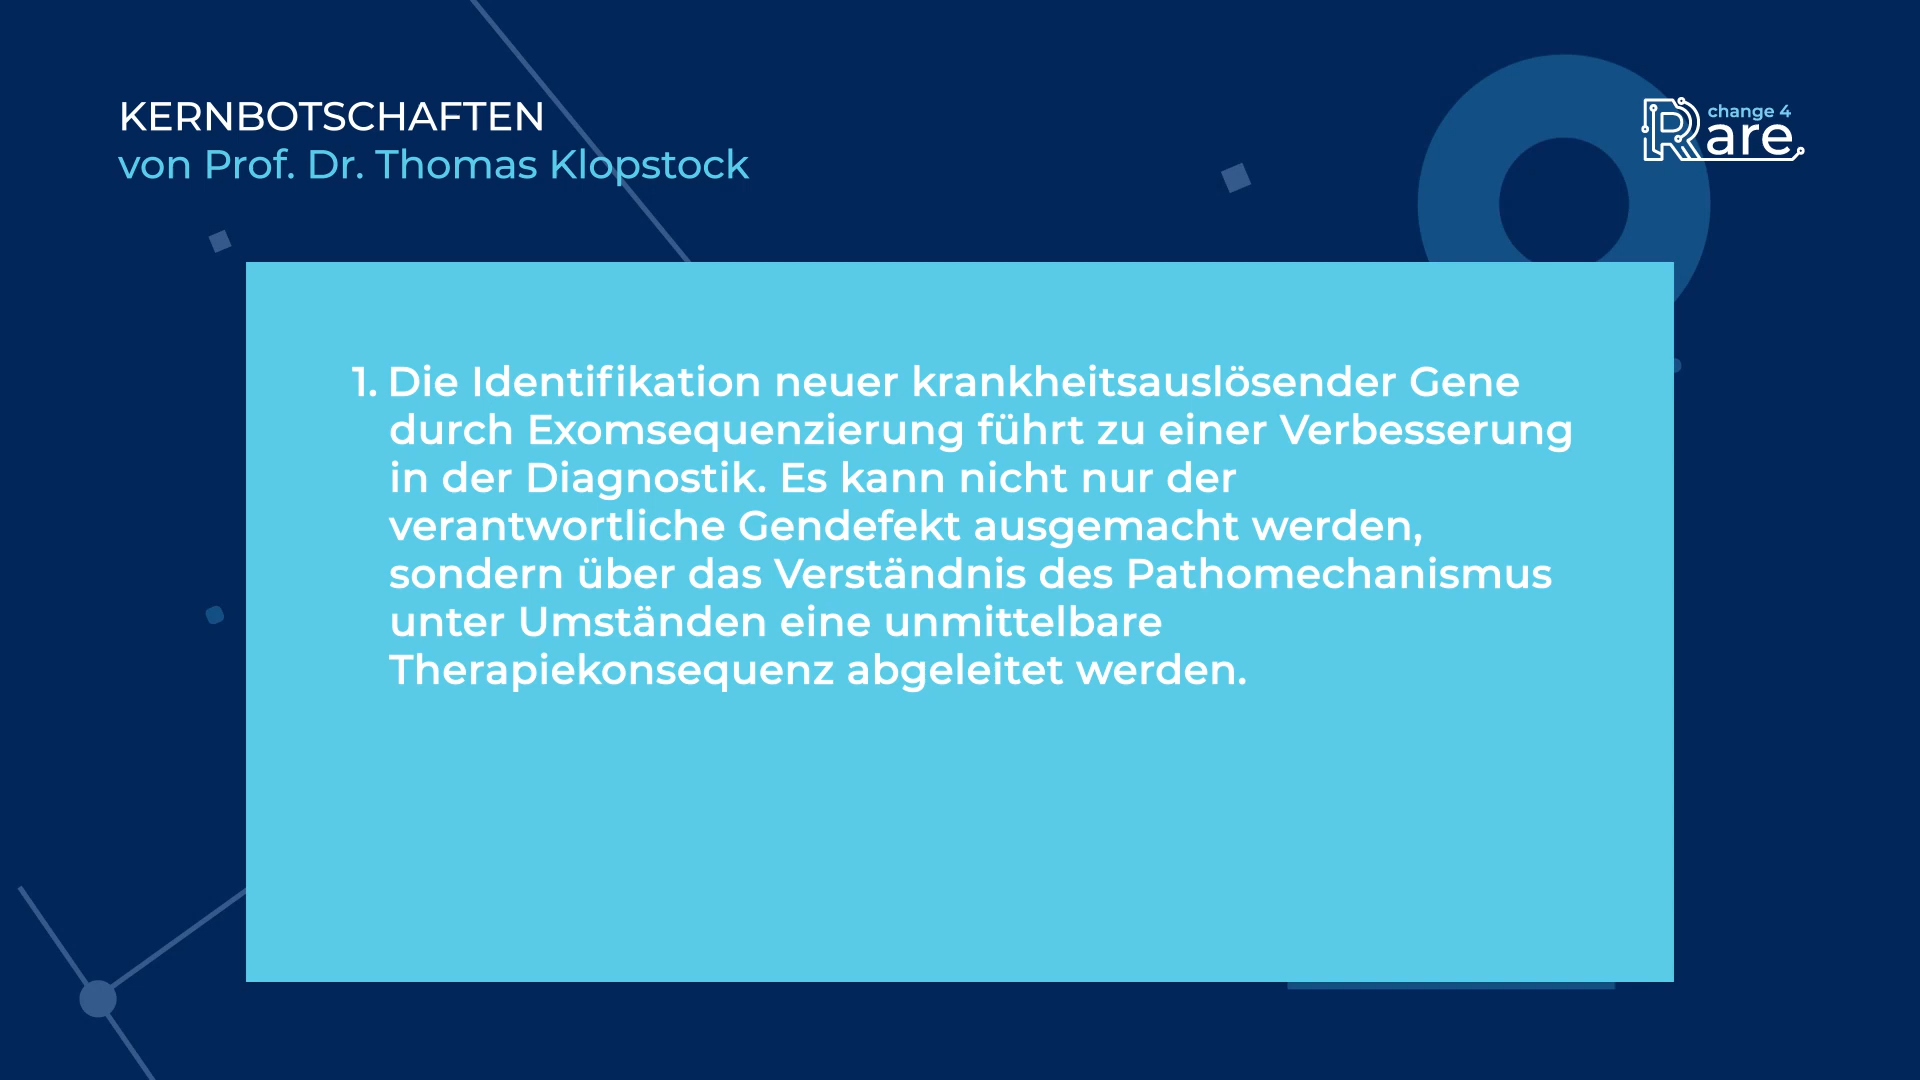 KERNBOTSCHAFTEN
von Prof. Dr. Thomas Klopstock
change 4
Rare
1. Die Identifikation neuer krankheitsauslösender Gene
durch Exomsequenzierung führt zu einer Verbesserung
in der Diagnostik. Es kann nicht nur der
verantwortliche Gendefekt ausgemacht werden,
sondern über das Verständnis des Pathomechanismus
unter Umständen eine unmittelbare
Therapiekonsequenz abgeleitet werden.